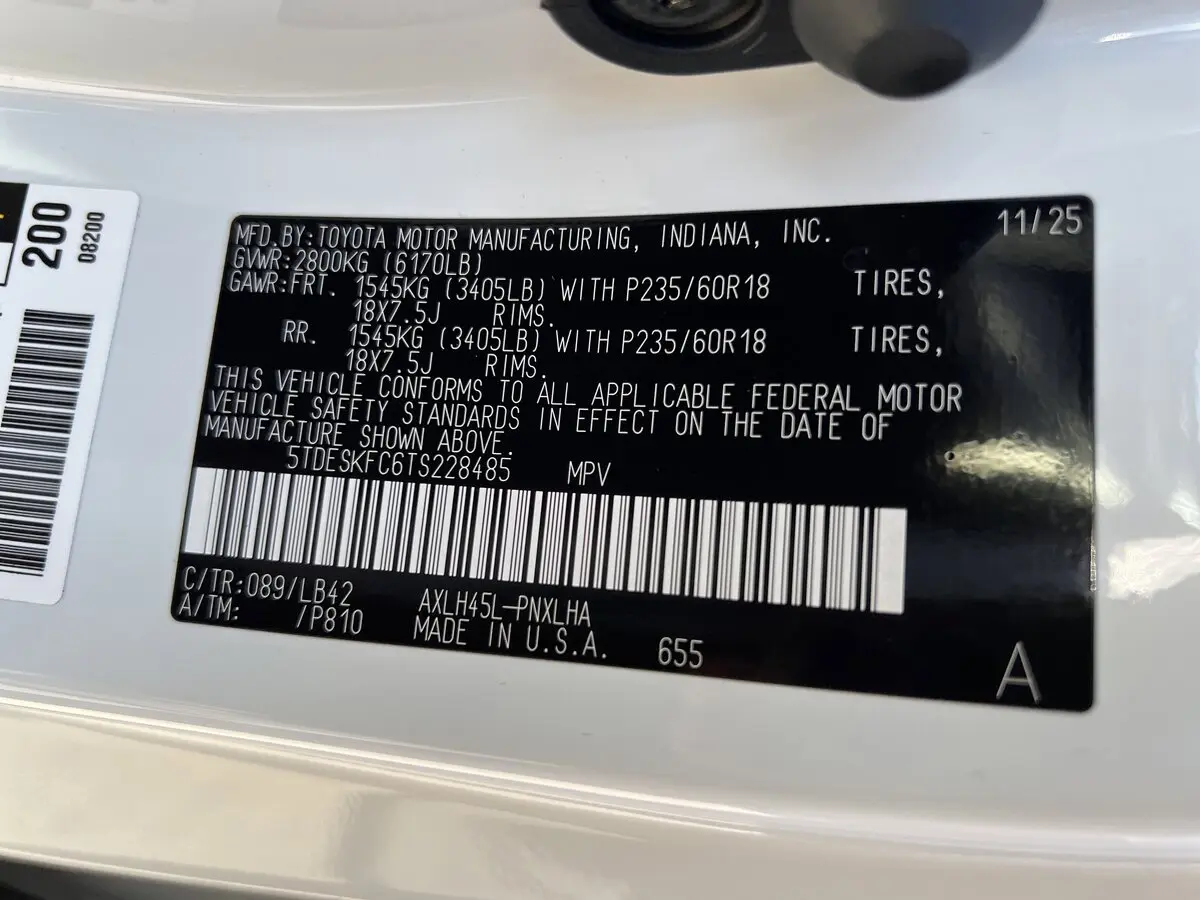 200
08200
MFD.BY:TOYOTA MOTOR MANUFACTURING, INDIANA, INC. 11/25
GVWR:2800KG (6170LB)
GAWR:FRT. 1545KG (3405LB) WITH P235/60R18 TIRES,
18X7.5J RIMS.
RR. 1545KG (3405LB) WITH P235/60R18 TIRES,
18X7.5J RIMS.
THIS VEHICLE CONFORMS TO ALL APPLICABLE FEDERAL MOTOR
VEHICLE SAFETY STANDARDS IN EFFECT ON THE DATE OF
MANUFACTURE SHOWN ABOVE.
5TDESKFC6TS228485 MPV
C/TR:089/LB42 AXLH45L-PNXLHA
A/TM: /P810 MADE IN U.S.A. 655
A